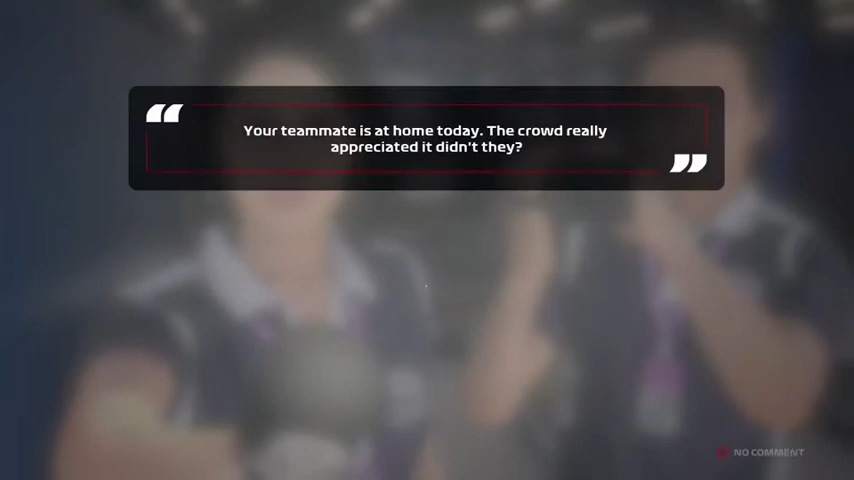 Your teammate is at home today. The crowd really
appreciated it didn't they?
NO COMMENT